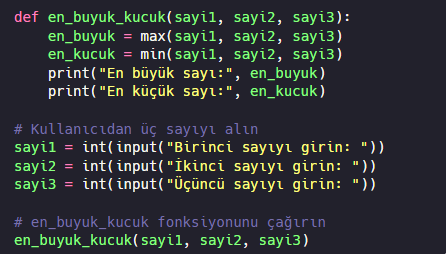 def en_buyuk_kucuk(sayi1, sayi2, sayi3):
    en_buyuk = max(sayi1, sayi2, sayi3)
    en_kucuk = min(sayi1, sayi2, sayi3)
    print("En büyük sayı:", en_buyuk)
    print("En küçük sayı:", en_kucuk)

# Kullanıcıdan üç sayıyı alın
sayi1 = int(input("Birinci sayıyı girin: "))
sayi2 = int(input("İkinci sayıyı girin: "))
sayi3 = int(input("Üçüncü sayıyı girin: "))

# en_buyuk_kucuk fonksiyonunu çağırın
en_buyuk_kucuk(sayi1, sayi2, sayi3)